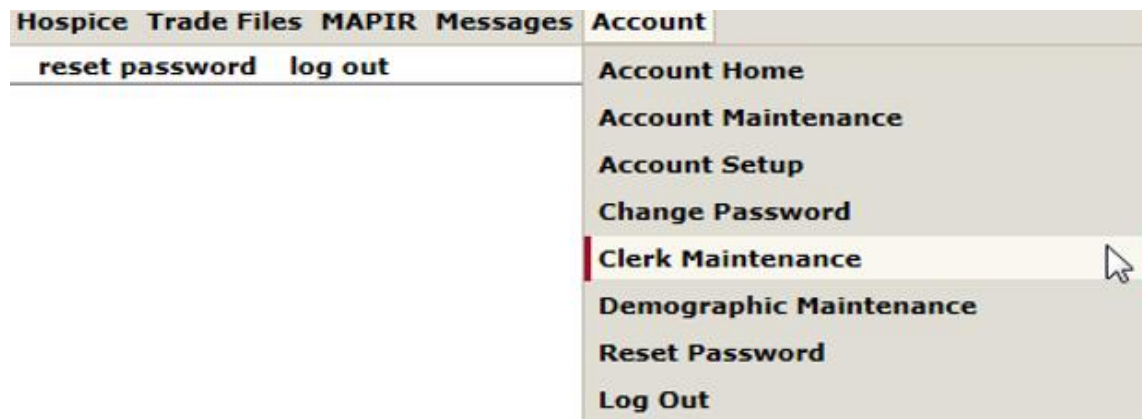 Hospice Trade Files MAPIR Messages Account
reset password log out
Account Home
Account Maintenance
Account Setup
Change Password
Clerk Maintenance
Demographic Maintenance
Reset Password
Log Out